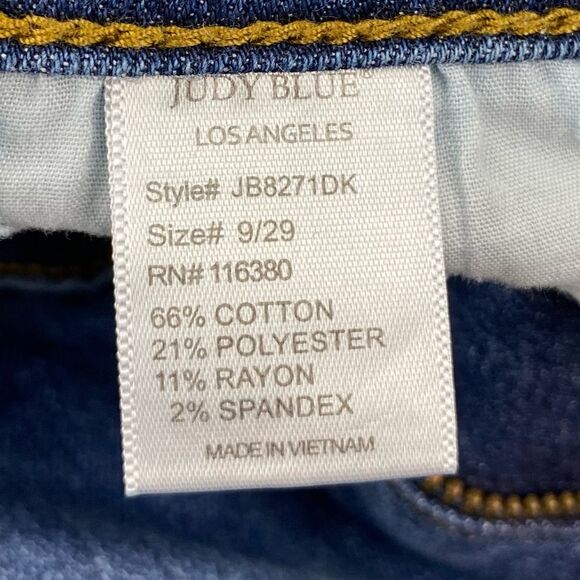 JUDY BLUE®
LOS ANGELES
Style# JB8271DK
Size# 9/29
RN# 116380
66% COTTON
21% POLYESTER
11% RAYON
2% SPANDEX
MADE IN VIETNAM